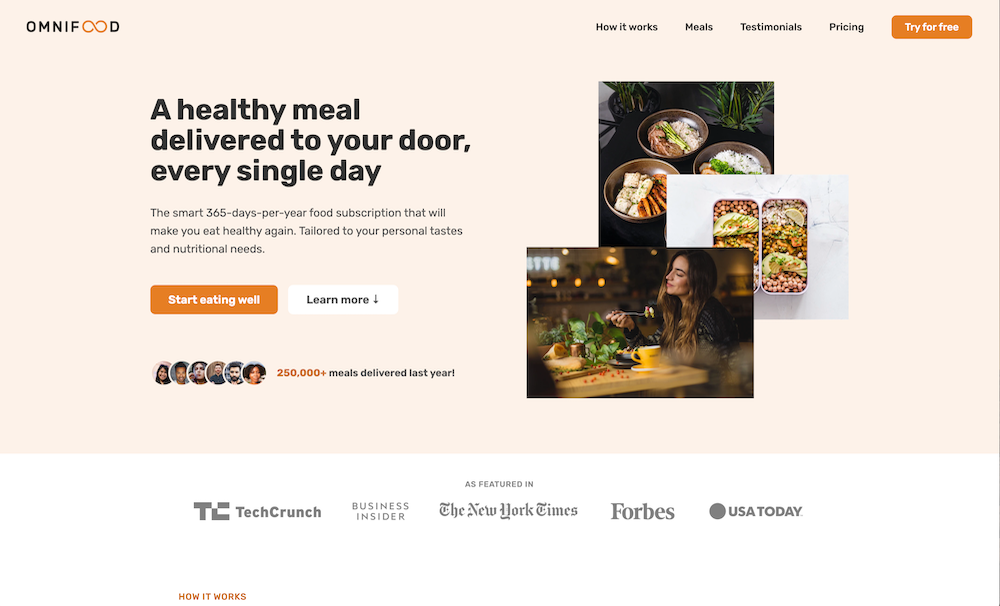 OMNIFOOD
How it works Meals Testimonials Pricing Try for free
A healthy meal
delivered to your door,
every single day
The smart 365-days-per-year food subscription that will
make you eat healthy again. Tailored to your personal tastes
and nutritional needs.
Start eating well Learn more ↓
250,000+ meals delivered last year!
AS FEATURED IN
TechCrunch
BUSINESS
INSIDER
The New York Times
Forbes
USA TODAY
HOW IT WORKS